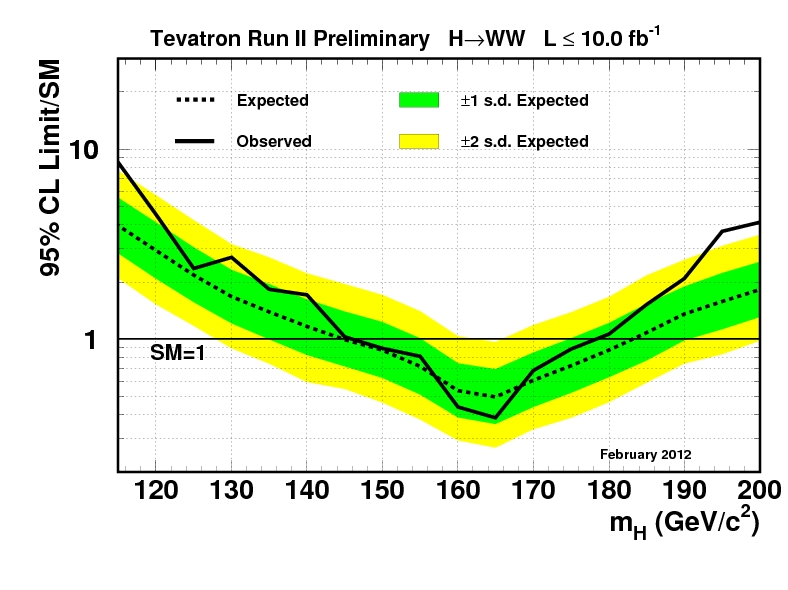 Tevatron Run II Preliminary H→WW L ≤ 10.0 fb-1
95% CL Limit/SM
Expected
±1 s.d. Expected
Observed
±2 s.d. Expected
10
1
SM=1
February 2012
120 130 140 150 160 170 180 190 200
mH (GeV/c2)